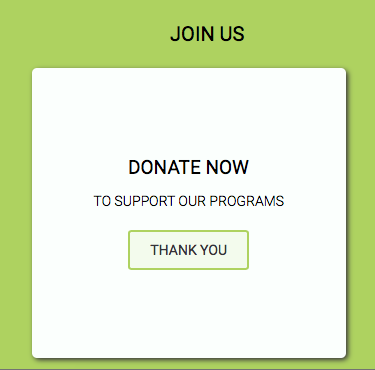 JOIN US
DONATE NOW
TO SUPPORT OUR PROGRAMS
THANK YOU